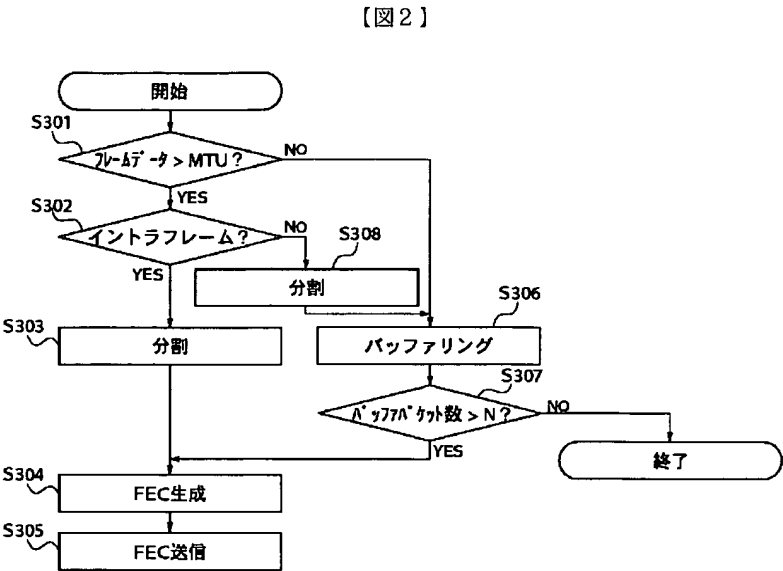 【図2】
開始
S301
ﾌﾚｰﾑﾃﾞｰﾀ > MTU?
NO
YES
S302
イントラフレーム?
NO
YES
S308
分割
S303
分割
S306
バッファリング
S307
ﾊﾞｯﾌｧﾊﾟｹｯﾄ数 > N?
NO
YES
終了
S304
FEC生成
S305
FEC送信